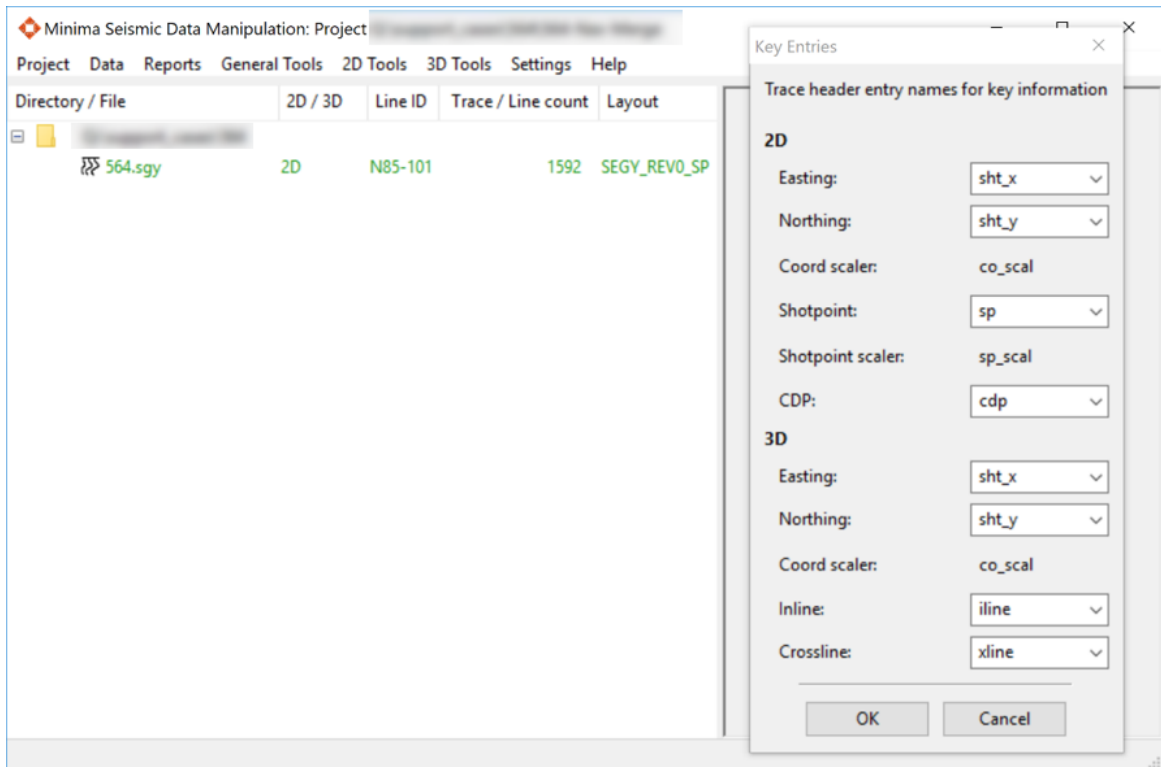 Minima Seismic Data Manipulation: Project
Project Data Reports General Tools 2D Tools 3D Tools Settings Help
Directory / File 2D / 3D Line ID Trace / Line count Layout
564.sgy 2D N85-101 1592 SEGY_REV0_SP
Key Entries
Trace header entry names for key information
2D
Easting: sht_x
Northing: sht_y
Coord scaler: co_scal
Shotpoint: sp
Shotpoint scaler: sp_scal
CDP: cdp
3D
Easting: sht_x
Northing: sht_y
Coord scaler: co_scal
Inline: iline
Crossline: xline
OK Cancel